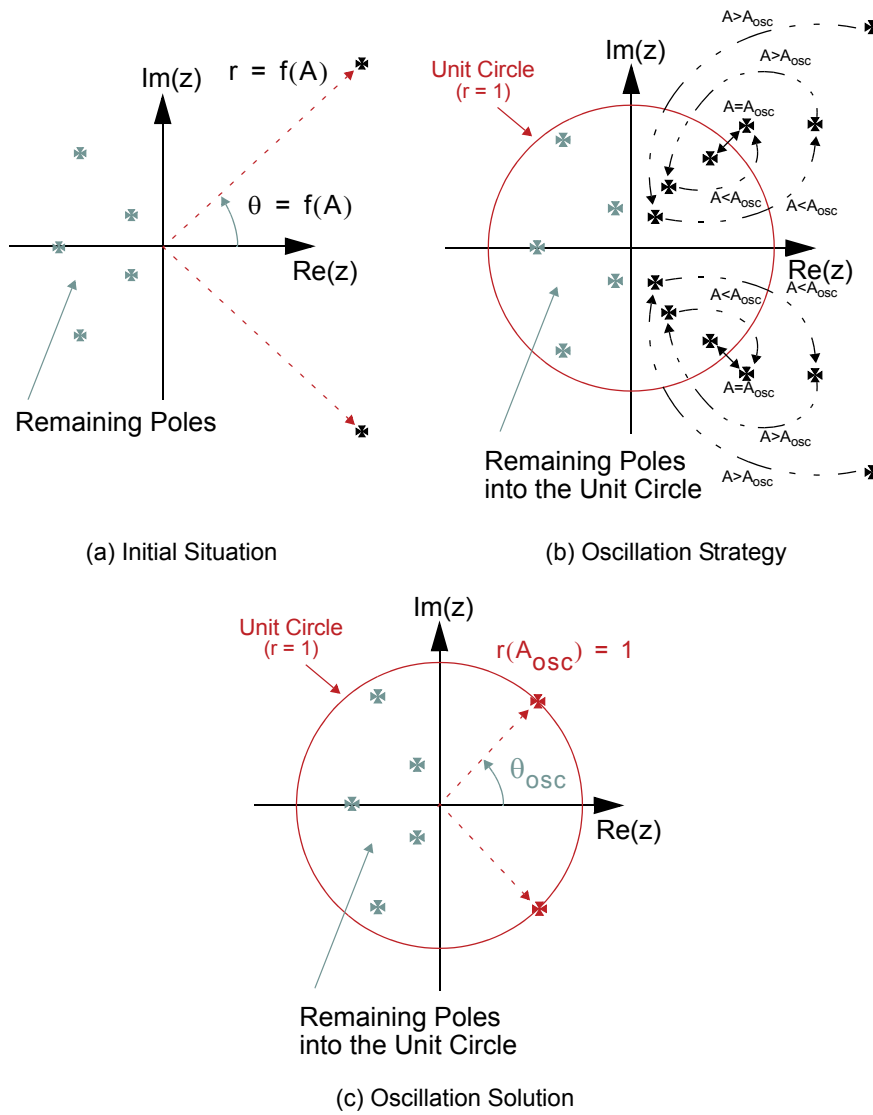 Im(z)
r = f(A)
θ = f(A)
Re(z)
Remaining Poles
(a) Initial Situation
A>Aosc
Im(z)
Unit Circle
(r = 1)
A>Aosc
A=Aosc
A<Aosc
A<Aosc
Re(z)
A<Aosc
A<Aosc
A=Aosc
A>Aosc
A>Aosc
Remaining Poles
into the Unit Circle
(b) Oscillation Strategy
Im(z)
Unit Circle
(r = 1)
r(Aosc) = 1
θosc
Re(z)
Remaining Poles
into the Unit Circle
(c) Oscillation Solution